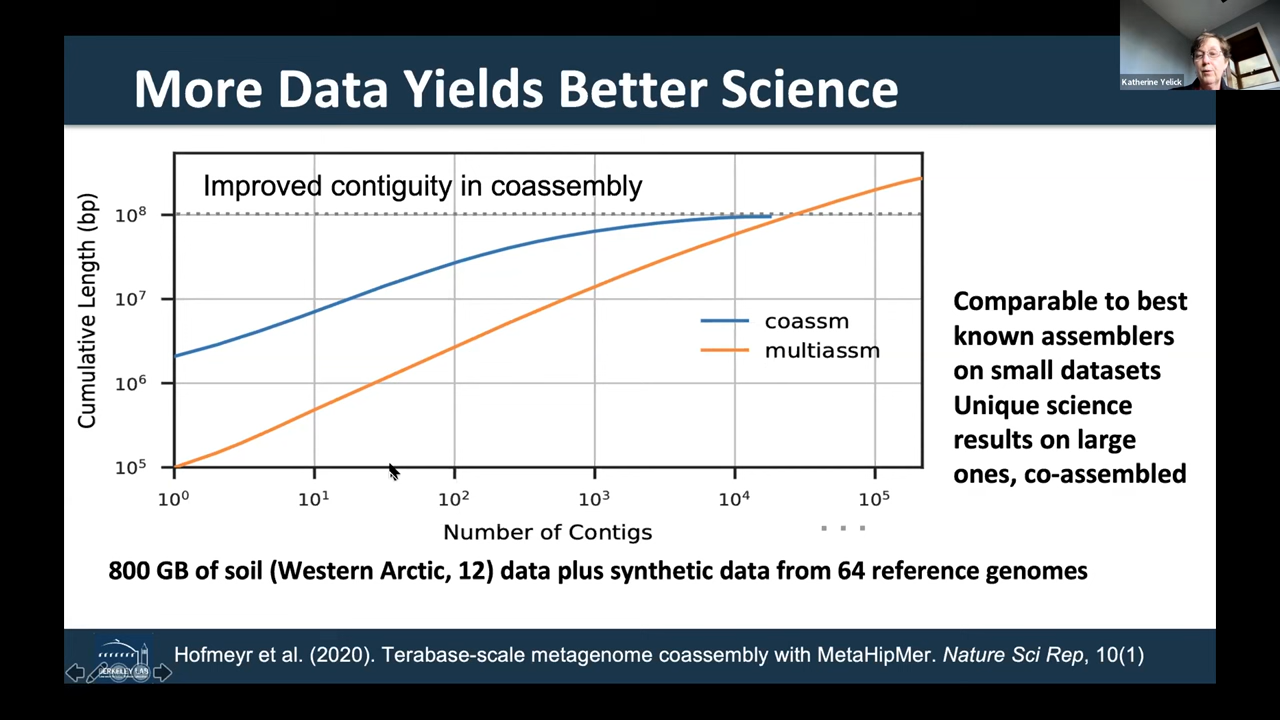 Katherine Yelick
More Data Yields Better Science
Improved contiguity in coassembly
Cumulative Length (bp)
10⁸
10⁷
10⁶
10⁵
coassm
multiassm
10⁰ 10¹ 10² 10³ 10⁴ 10⁵
Number of Contigs
. . .
Comparable to best
known assemblers
on small datasets
Unique science
results on large
ones, co-assembled
800 GB of soil (Western Arctic, 12) data plus synthetic data from 64 reference genomes
BERKELEY LAB
Hofmeyr et al. (2020). Terabase-scale metagenome coassembly with MetaHipMer. Nature Sci Rep, 10(1)